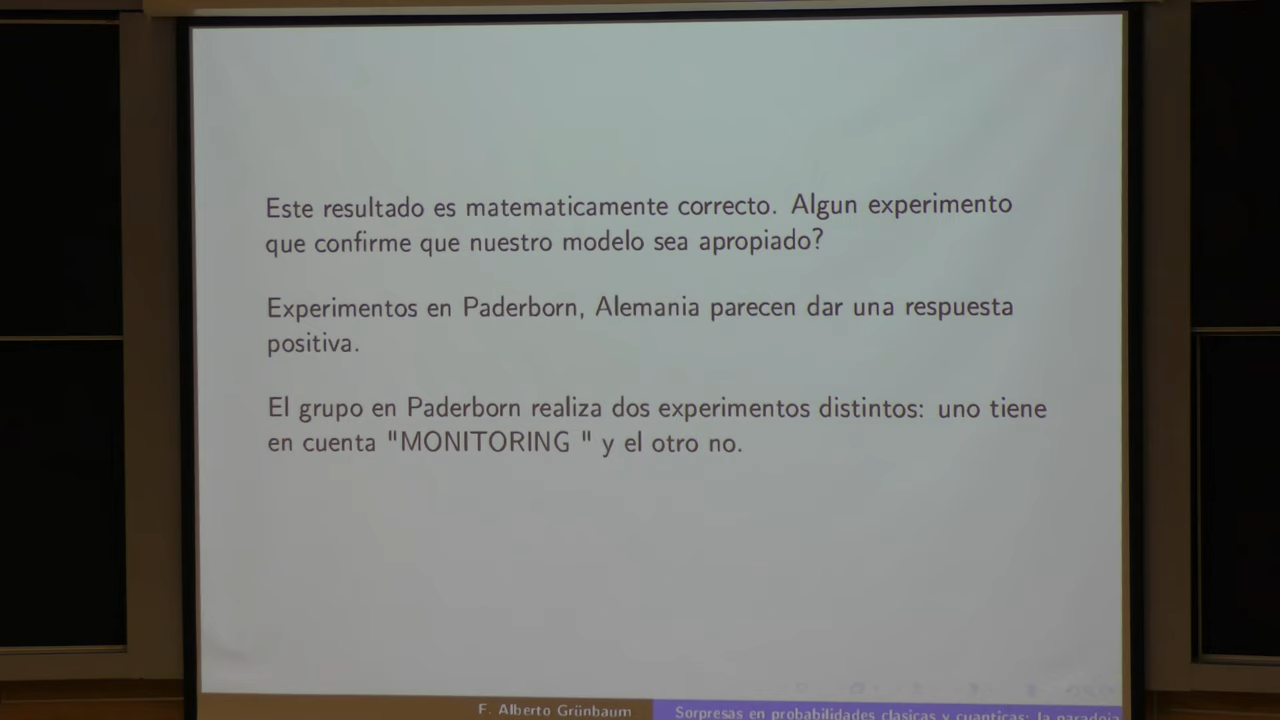 Este resultado es matematicamente correcto. Algun experimento
que confirme que nuestro modelo sea apropiado?
Experimentos en Paderborn, Alemania parecen dar una respuesta
positiva.
El grupo en Paderborn realiza dos experimentos distintos: uno tiene
en cuenta "MONITORING " y el otro no.
F. Alberto Grünbaum
Sorpresas en probabilidades clasicas y cuanticas: la paradoja